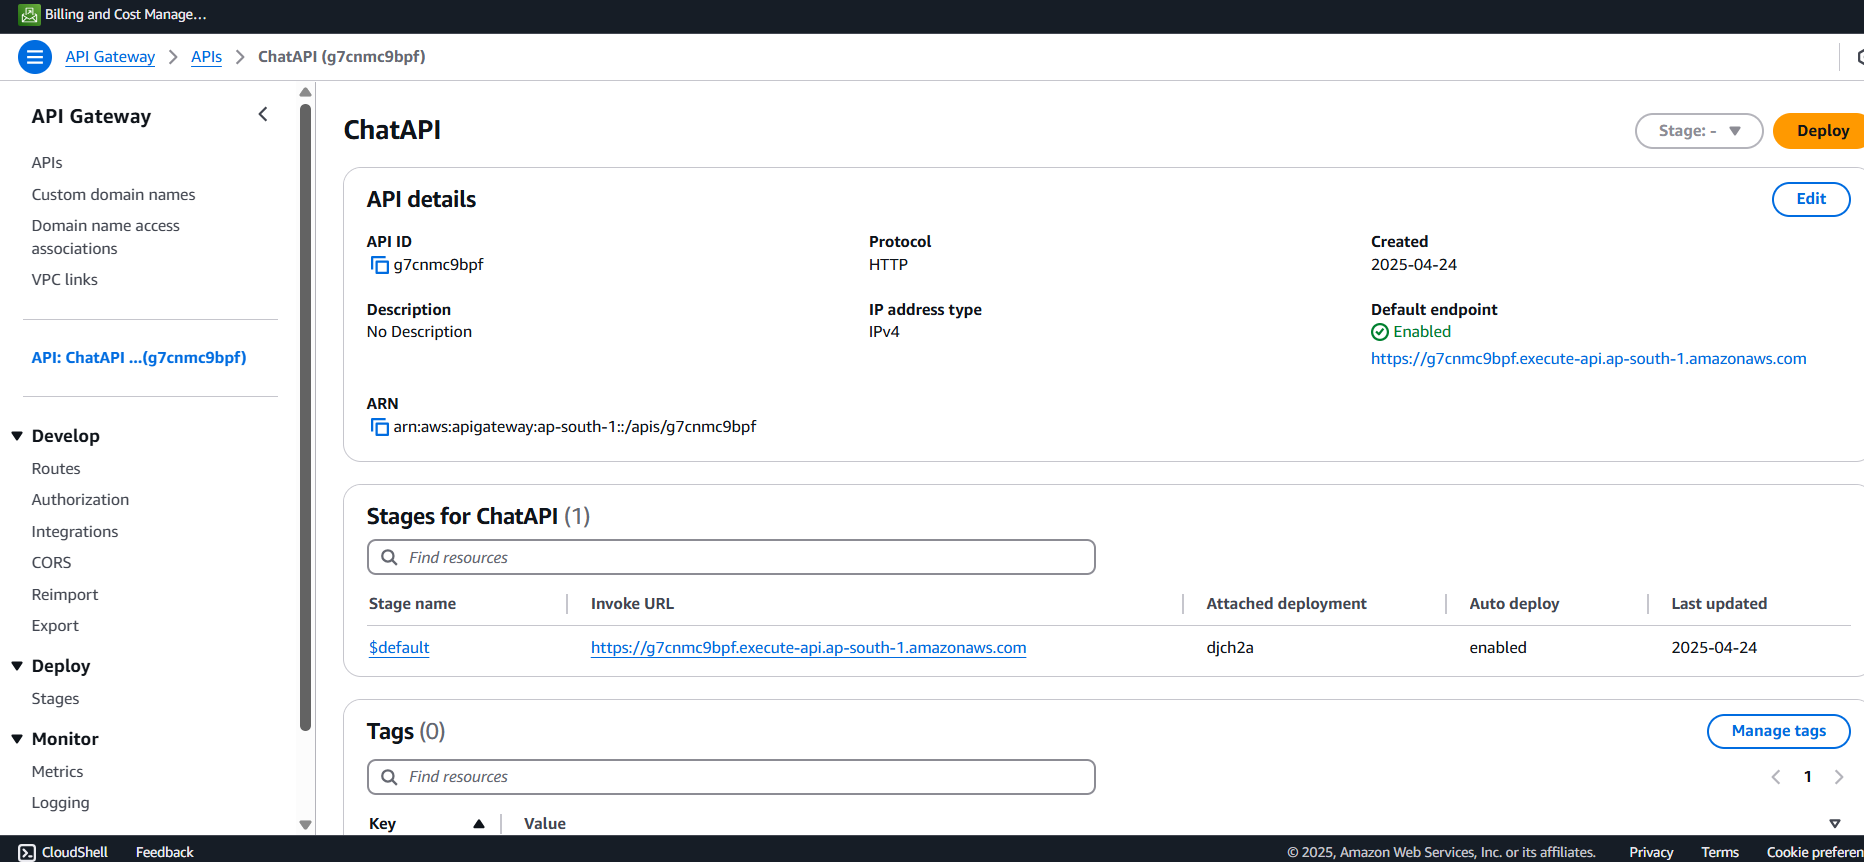 Billing and Cost Manage...
API Gateway > APIs > ChatAPI (g7cnmc9bpf)
API Gateway
APIs
Custom domain names
Domain name access
associations
VPC links
API: ChatAPI ...(g7cnmc9bpf)
Develop
Routes
Authorization
Integrations
CORS
Reimport
Export
Deploy
Stages
Monitor
Metrics
Logging
ChatAPI
Stage: -
Deploy
API details
Edit
API ID
g7cnmc9bpf
Protocol
HTTP
Created
2025-04-24
Description
No Description
IP address type
IPv4
Default endpoint
Enabled
https://g7cnmc9bpf.execute-api.ap-south-1.amazonaws.com
ARN
arn:aws:apigateway:ap-south-1::/apis/g7cnmc9bpf
Stages for ChatAPI (1)
Find resources
Stage name Invoke URL Attached deployment Auto deploy Last updated
$default https://g7cnmc9bpf.execute-api.ap-south-1.amazonaws.com djch2a enabled 2025-04-24
Tags (0)
Manage tags
Find resources
1
Key Value
CloudShell Feedback © 2025, Amazon Web Services, Inc. or its affiliates. Privacy Terms Cookie preferen